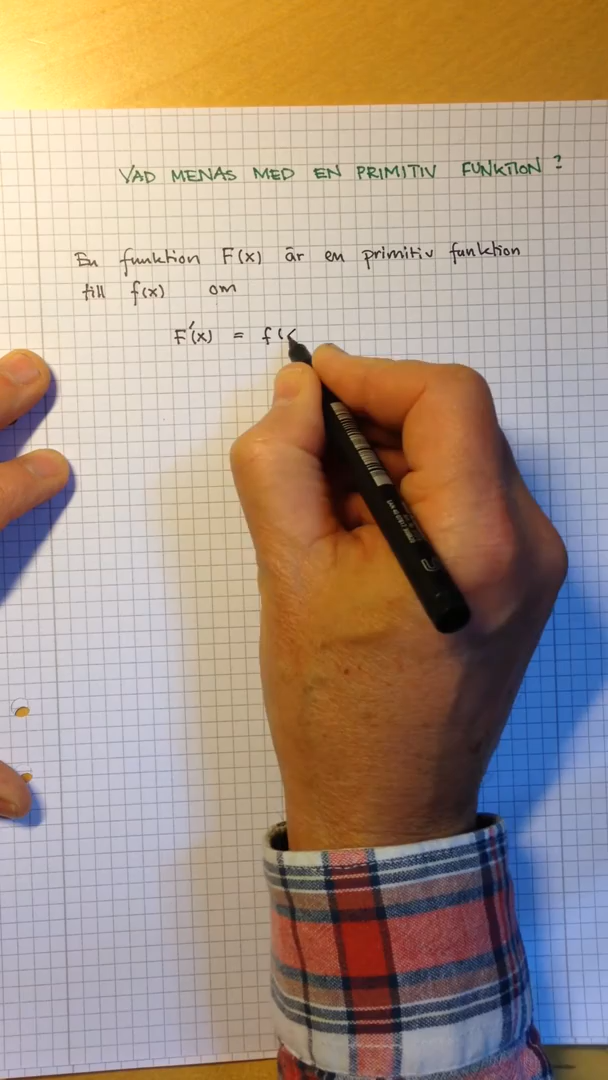 VAD MENAS MED EN PRIMITIV FUNKTION?
En funktion F(x) är en primitiv funktion
till f(x) om
F'(x) = f(x